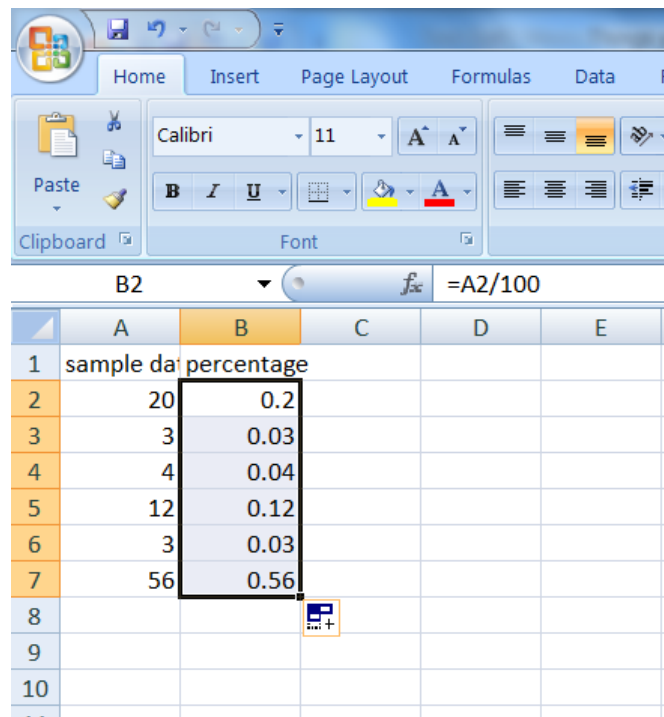 Home Insert Page Layout Formulas Data
Calibri 11 A A
Paste B I U A
Clipboard Font
B2 fx =A2/100
A B C D E
1 sample dat percentage
2 20 0.2
3 3 0.03
4 4 0.04
5 12 0.12
6 3 0.03
7 56 0.56
8
9
10